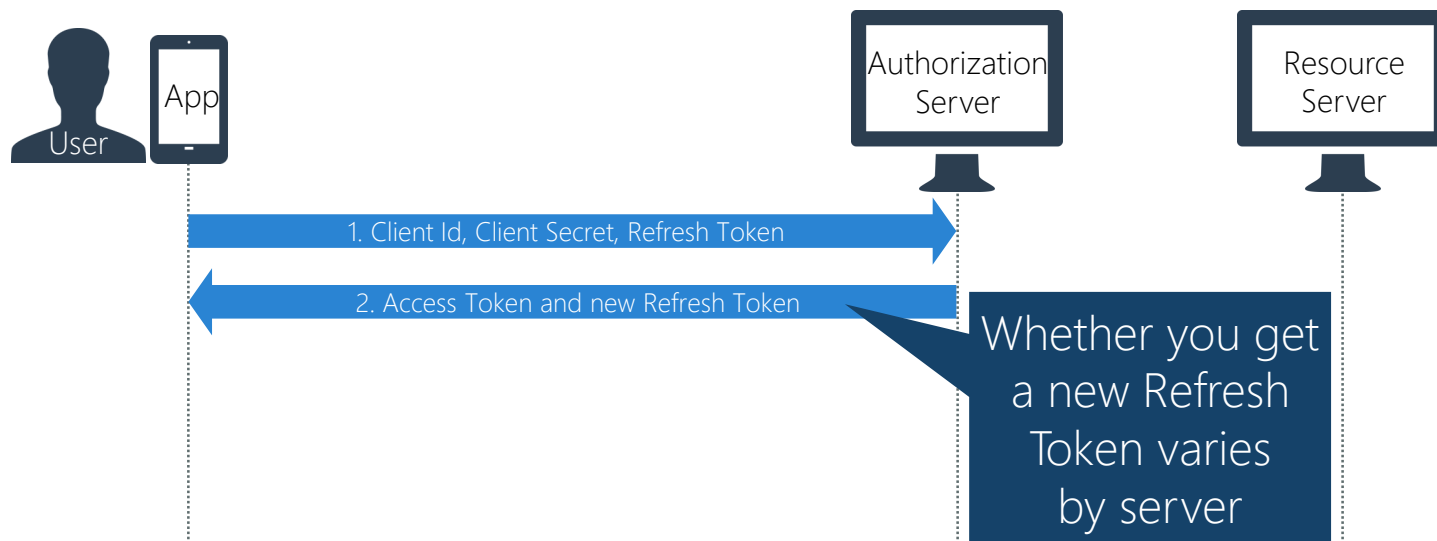 User
App
Authorization
Server
Resource
Server
1. Client Id, Client Secret, Refresh Token
2. Access Token and new Refresh Token
Whether you get
a new Refresh
Token varies
by server